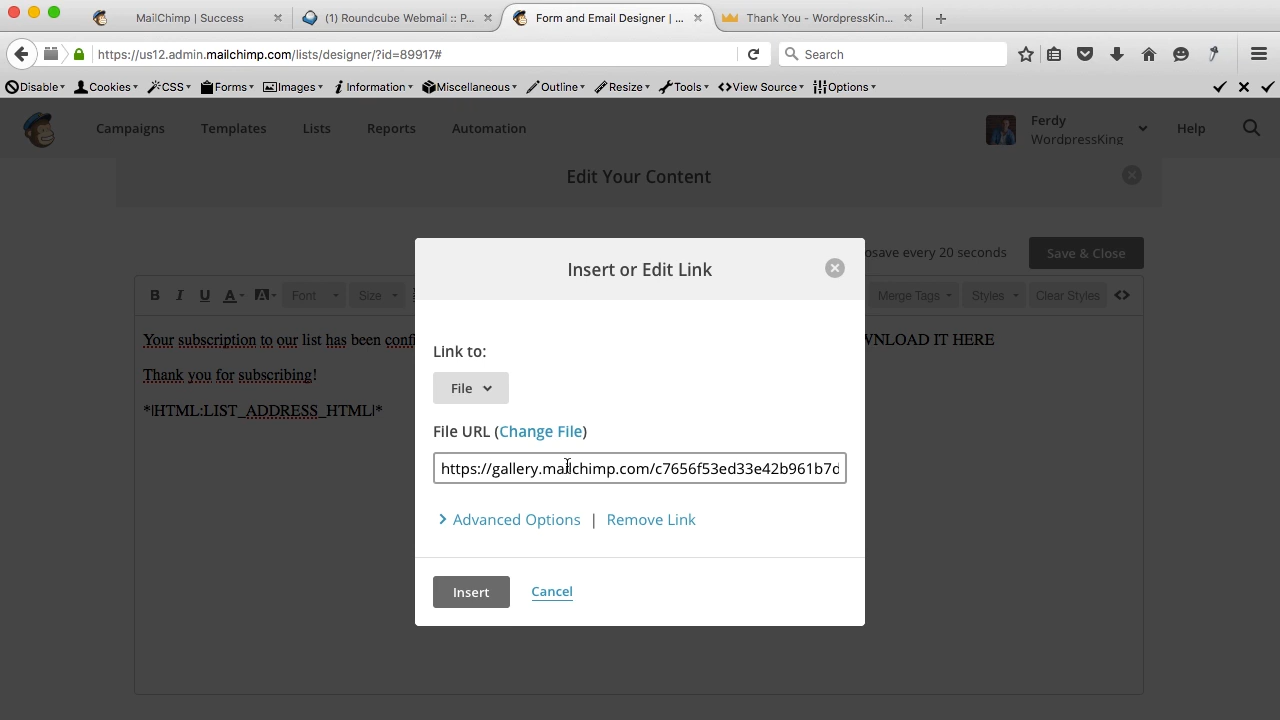 MailChimp | Success
(1) Roundcube Webmail :: P...
Form and Email Designer | ...
Thank You - WordpressKin...
https://us12.admin.mailchimp.com/lists/designer/?id=89917#
Search
Disable
Cookies
CSS
Forms
Images
Information
Miscellaneous
Outline
Resize
Tools
View Source
Options
Campaigns
Templates
Lists
Reports
Automation
Ferdy
WordpressKing
Help
Edit Your Content
osave every 20 seconds
Save & Close
B I U A A Font Size
Merge Tags
Styles
Clear Styles
<>
Your subscription to our list has been confi
WNLOAD IT HERE
Thank you for subscribing!
*|HTML:LIST_ADDRESS_HTML|*
Insert or Edit Link
Link to:
File
File URL (Change File)
https://gallery.mailchimp.com/c7656f53ed33e42b961b7d
Advanced Options | Remove Link
Insert
Cancel